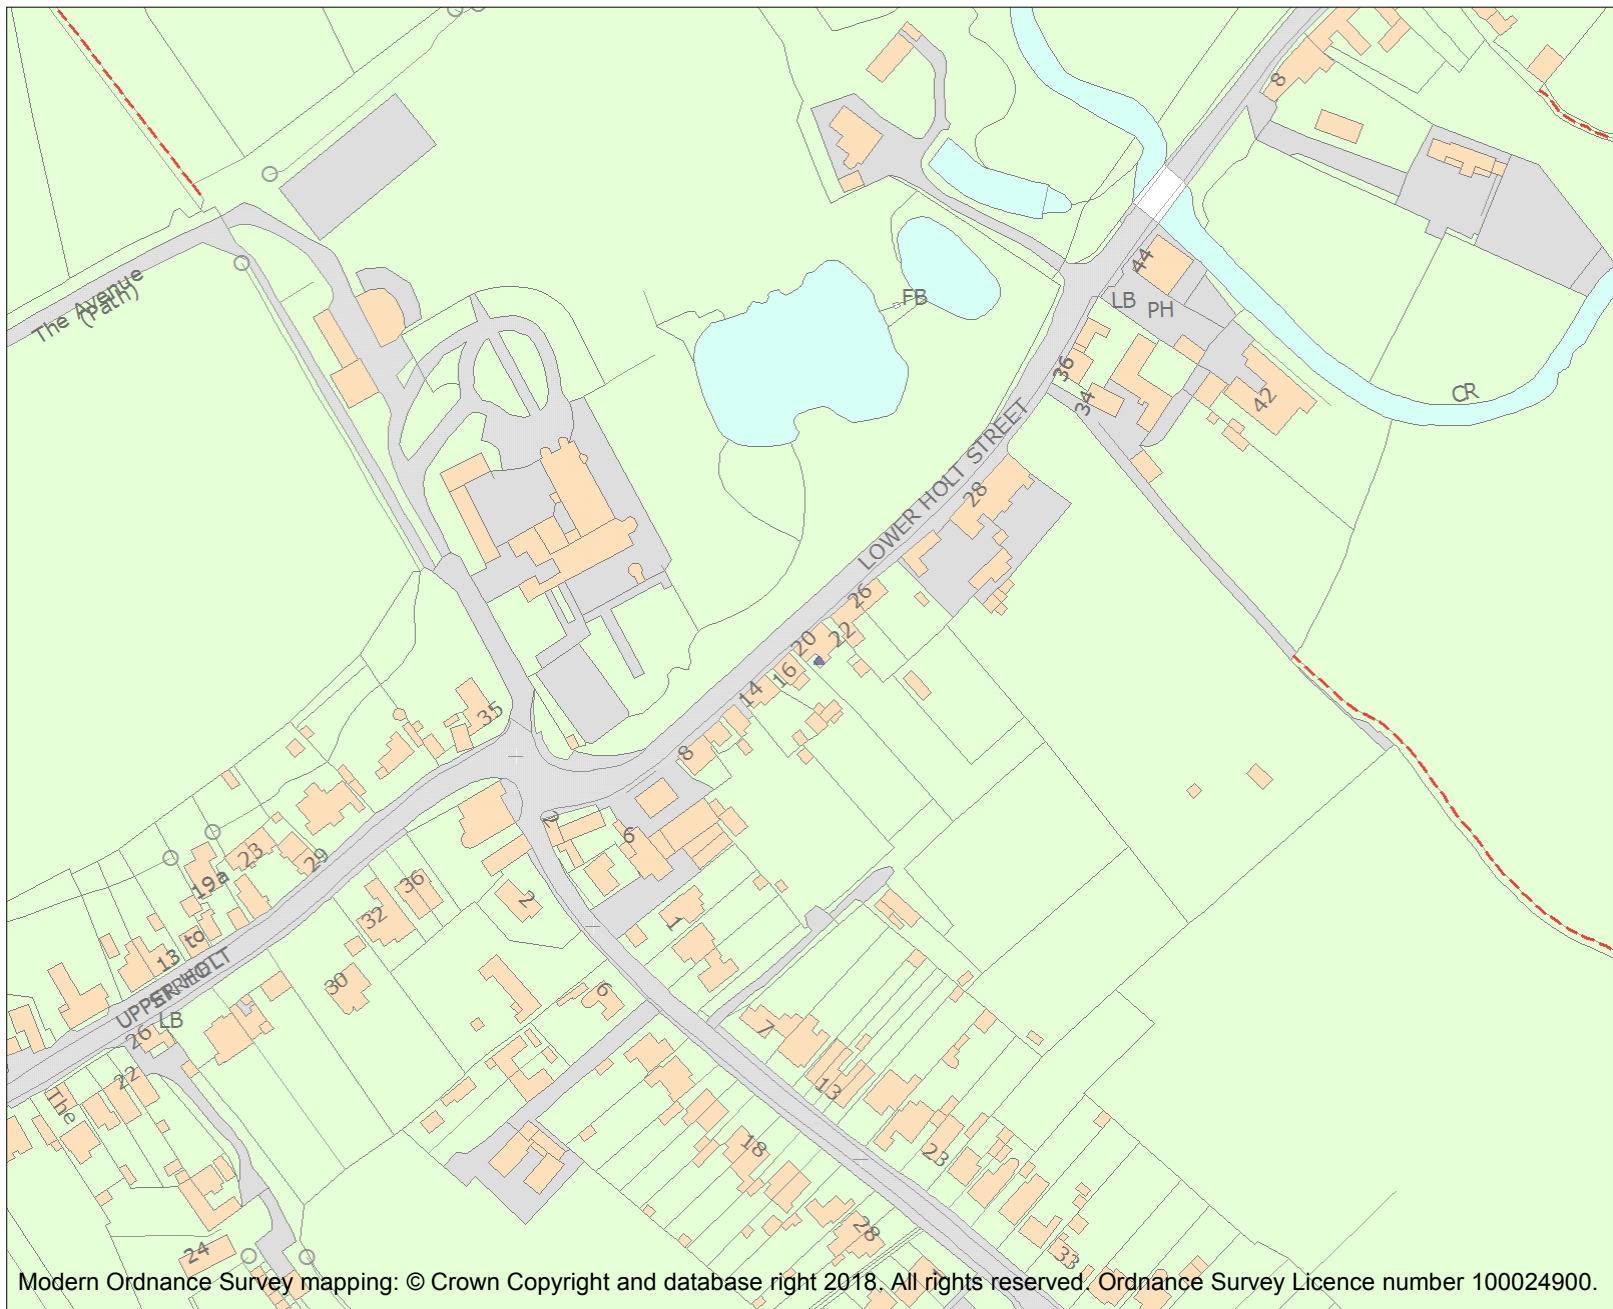 8
44
LB
PH
FB
The Avenue
(Path)
36
34
42
CR
LOWER HOLT STREET
28
26
22
20
16
14
8
35
2
6
23
29
19a
36
32
2
1
13 to
30
6
UPPER HOLT
STREET
LB
26
22
The
7
13
18
23
24
28
33
Modern Ordnance Survey mapping: © Crown Copyright and database right 2018. All rights reserved. Ordnance Survey Licence number 100024900.